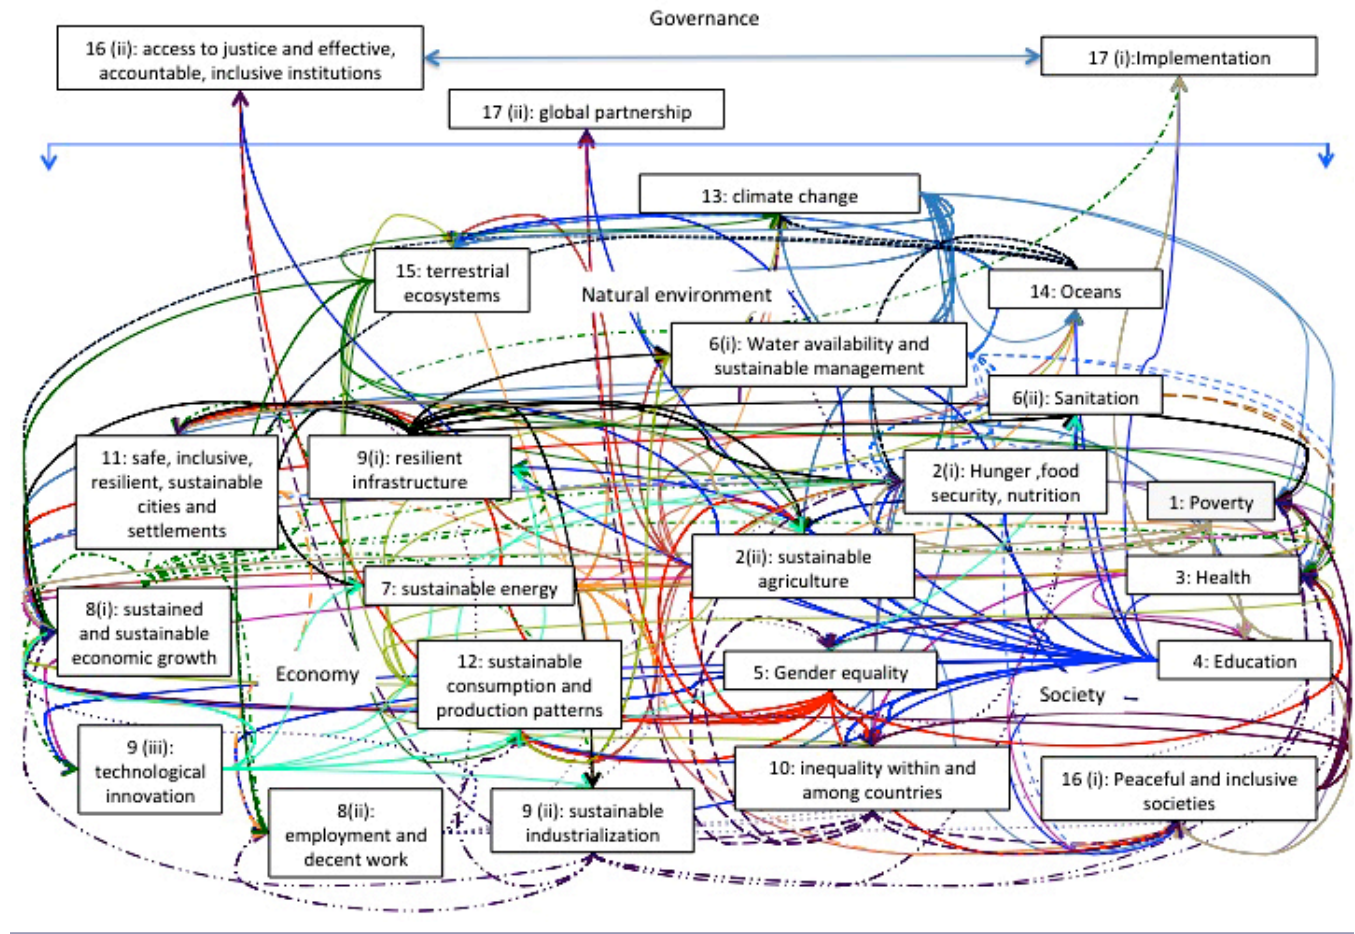 Governance
16 (ii): access to justice and effective,
accountable, inclusive institutions
17 (i):Implementation
17 (ii): global partnership
13: climate change
15: terrestrial
ecosystems
14: Oceans
Natural environment
6(i): Water availability and
sustainable management
6(ii): Sanitation
11: safe, inclusive,
resilient, sustainable
cities and
settlements
9(i): resilient
infrastructure
2(i): Hunger ,food
security, nutrition
1: Poverty
2(ii): sustainable
agriculture
3: Health
7: sustainable energy
8(i): sustained
and sustainable
economic growth
Economy
12: sustainable
consumption and
production patterns
5: Gender equality
4: Education
Society
9 (iii):
technological
innovation
10: inequality within and
among countries
16 (i): Peaceful and inclusive
societies
8(ii):
employment and
decent work
9 (ii): sustainable
industrialization